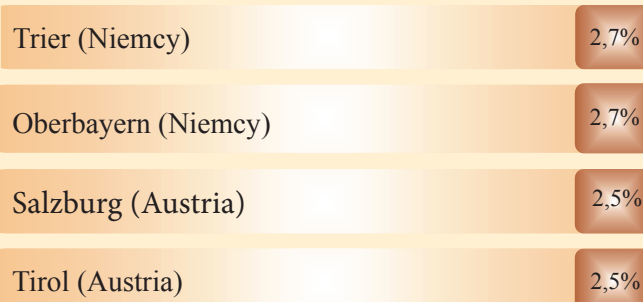 Trier (Niemcy) 2,7%
Oberbayern (Niemcy) 2,7%
Salzburg (Austria) 2,5%
Tirol (Austria) 2,5%